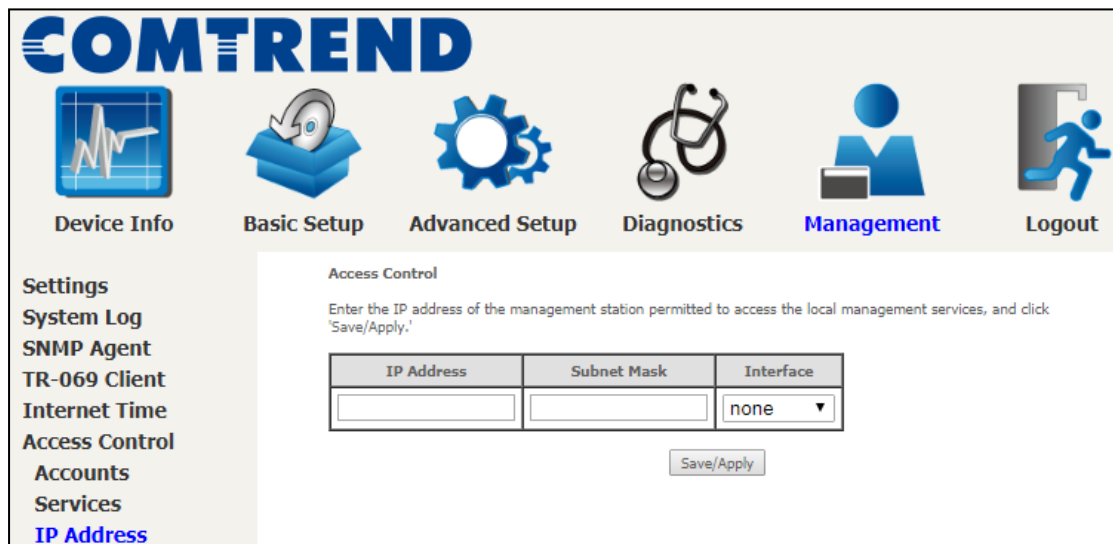 COMTREND
Device Info
Basic Setup
Advanced Setup
Diagnostics
Management
Logout
Settings
System Log
SNMP Agent
TR-069 Client
Internet Time
Access Control
Accounts
Services
IP Address
Access Control
Enter the IP address of the management station permitted to access the local management services, and click
'Save/Apply.'
IP Address
Subnet Mask
Interface
none
Save/Apply